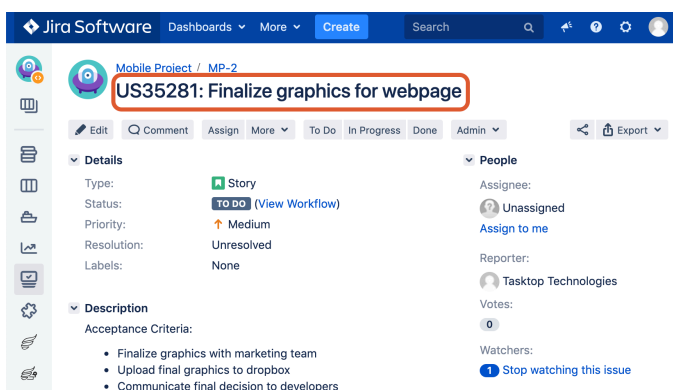 Jira Software Dashboards More Create Search
Mobile Project / MP-2
US35281: Finalize graphics for webpage
Edit Comment Assign More To Do In Progress Done Admin Export
Details
Type: Story
Status: TO DO (View Workflow)
Priority: Medium
Resolution: Unresolved
Labels: None
Description
Acceptance Criteria:
• Finalize graphics with marketing team
• Upload final graphics to dropbox
• Communicate final decision to developers
People
Assignee:
Unassigned
Assign to me
Reporter:
Tasktop Technologies
Votes:
0
Watchers:
1 Stop watching this issue